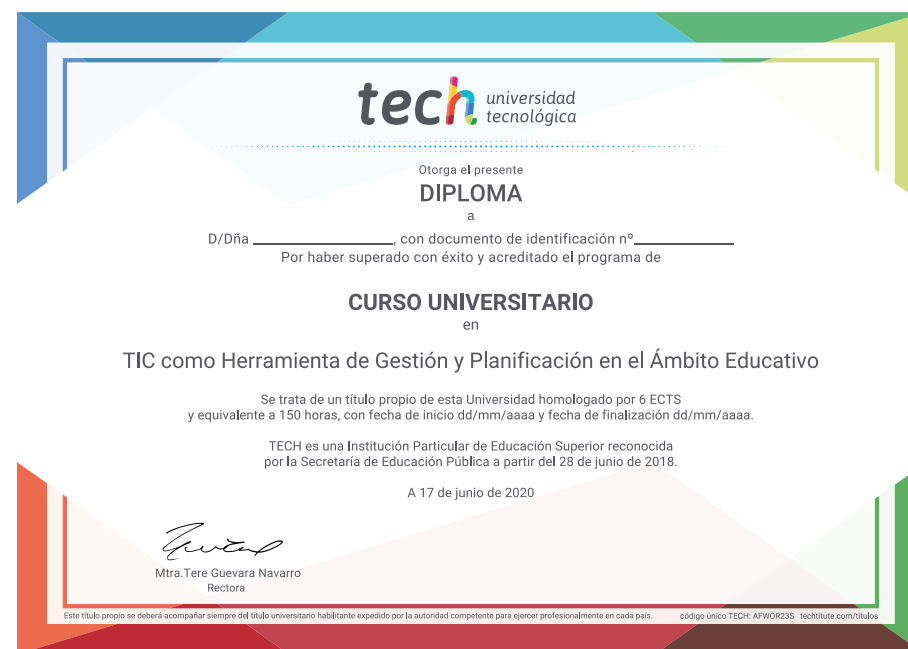 tech universidad
tecnológica
Otorga el presente
DIPLOMA
a
D/Dña ____________________, con documento de identificación nº______________
Por haber superado con éxito y acreditado el programa de
CURSO UNIVERSITARIO
en
TIC como Herramienta de Gestión y Planificación en el Ámbito Educativo
Se trata de un título propio de esta Universidad homologado por 6 ECTS
y equivalente a 150 horas, con fecha de inicio dd/mm/aaaa y fecha de finalización dd/mm/aaaa.
TECH es una Institución Particular de Educación Superior reconocida
por la Secretaría de Educación Pública a partir del 28 de junio de 2018.
A 17 de junio de 2020
Mtra.Tere Guevara Navarro
Rectora
Este título propio se deberá acompañar siempre del título universitario habilitante expedido por la autoridad competente para ejercer profesionalmente en cada país. código único TECH: AFWOR23S techtitute.com/titulos